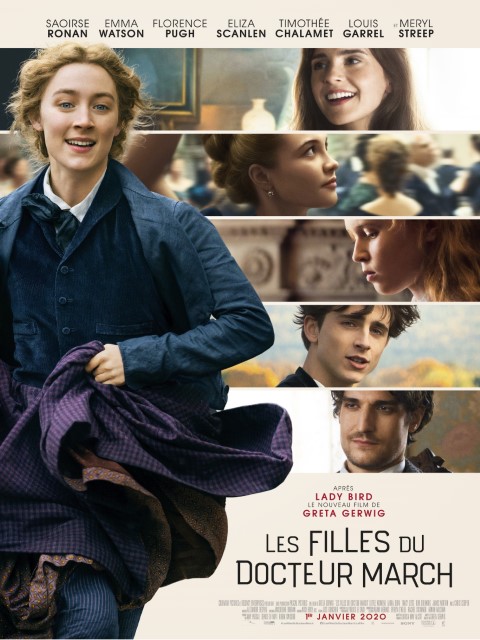 SAOIRSE EMMA FLORENCE ELIZA TIMOTHÉE LOUIS ET MERYL
RONAN WATSON PUGH SCANLEN CHALAMET GARREL STREEP
APRÈS
LADY BIRD
LE NOUVEAU FILM DE
GRETA GERWIG
LES FILLES DU
DOCTEUR MARCH
1ER JANVIER 2020